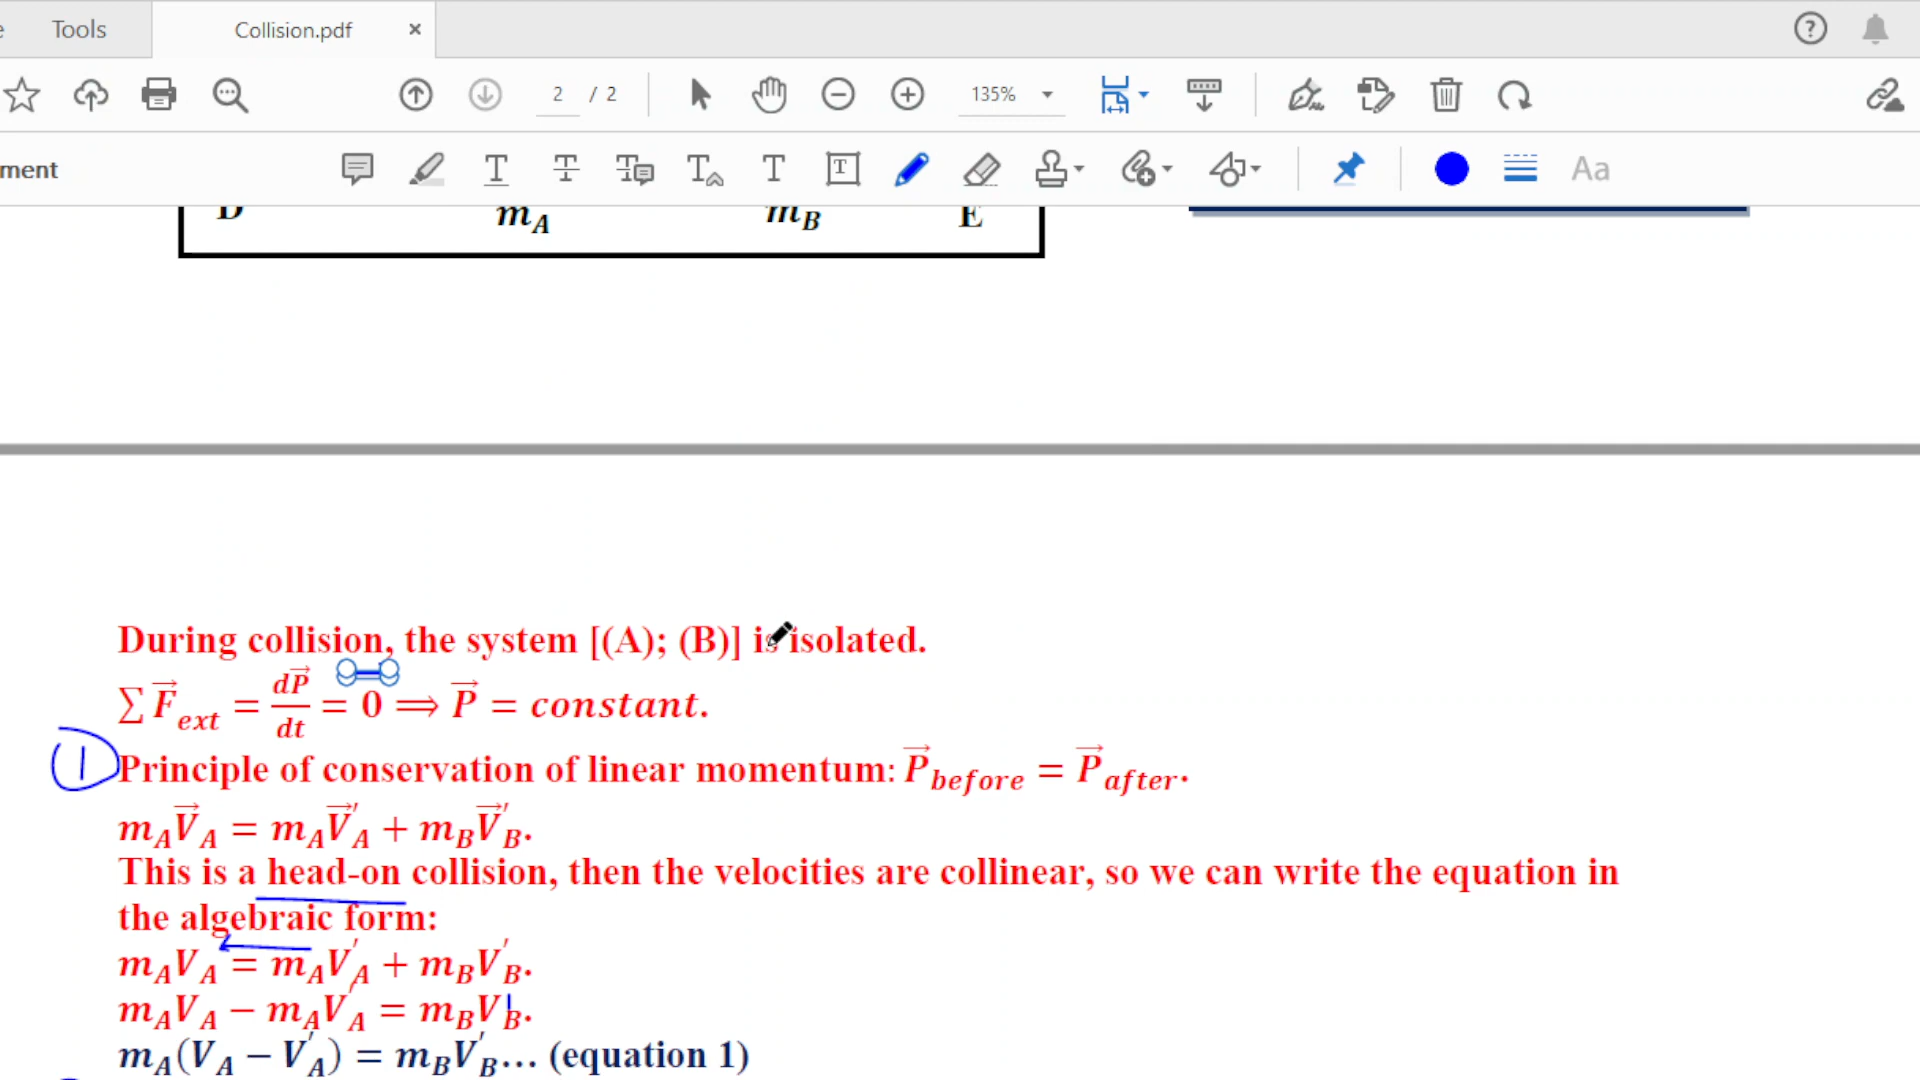 Tools
Collision.pdf ×
2 / 2
135%
ment
Aa
m_A m_B E
During collision, the system [(A); (B)] is isolated.
∑ F⃗_ext = dP⃗/dt = 0 ⟹ P⃗ = constant.
① Principle of conservation of linear momentum: P⃗_before = P⃗_after.
m_A V⃗_A = m_A V⃗′_A + m_B V⃗′_B.
This is a head-on collision, then the velocities are collinear, so we can write the equation in
the algebraic form:
m_A V_A = m_A V′_A + m_B V′_B.
m_A V_A − m_A V′_A = m_B V′_B.
m_A(V_A − V′_A) = m_B V′_B… (equation 1)